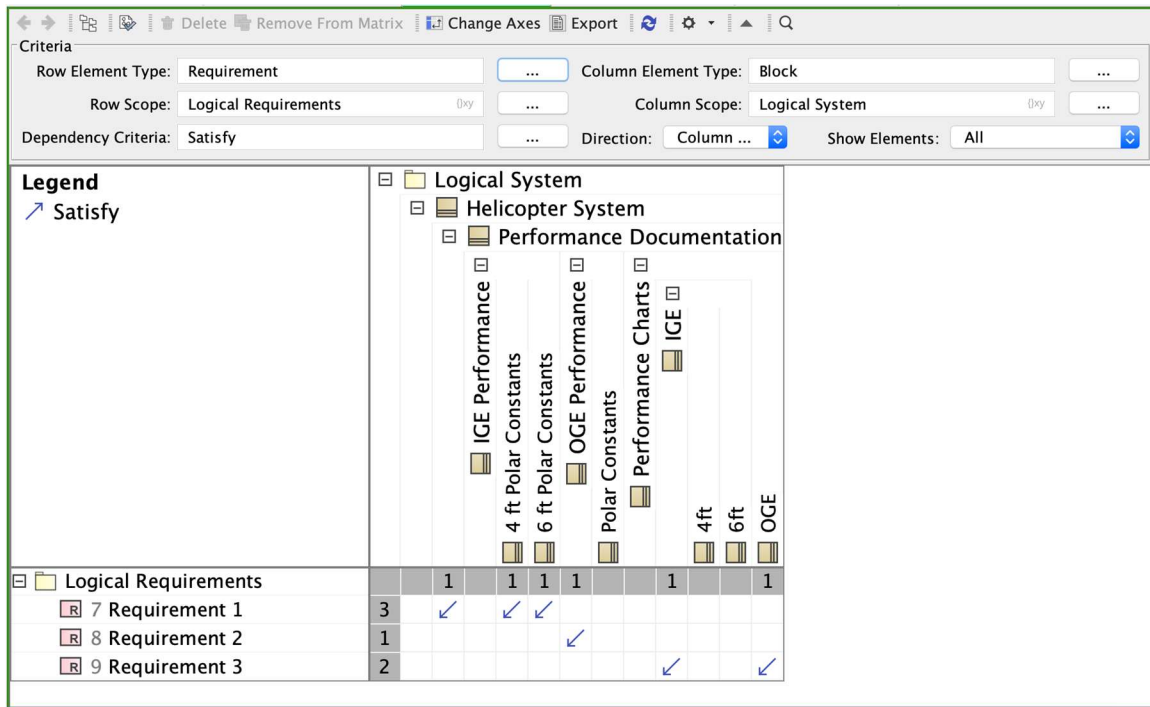 Delete Remove From Matrix Change Axes Export
Criteria
Row Element Type: Requirement ... Column Element Type: Block ...
Row Scope: Logical Requirements ()xy ... Column Scope: Logical System ()xy ...
Dependency Criteria: Satisfy ... Direction: Column ... Show Elements: All
Legend
Satisfy
Logical System
Helicopter System
Performance Documentation
IGE Performance
4 ft Polar Constants
6 ft Polar Constants
OGE Performance
Polar Constants
Performance Charts
IGE
4ft
6ft
OGE
Logical Requirements 1 1 1 1 1 1
R 7 Requirement 1 3
R 8 Requirement 2 1
R 9 Requirement 3 2